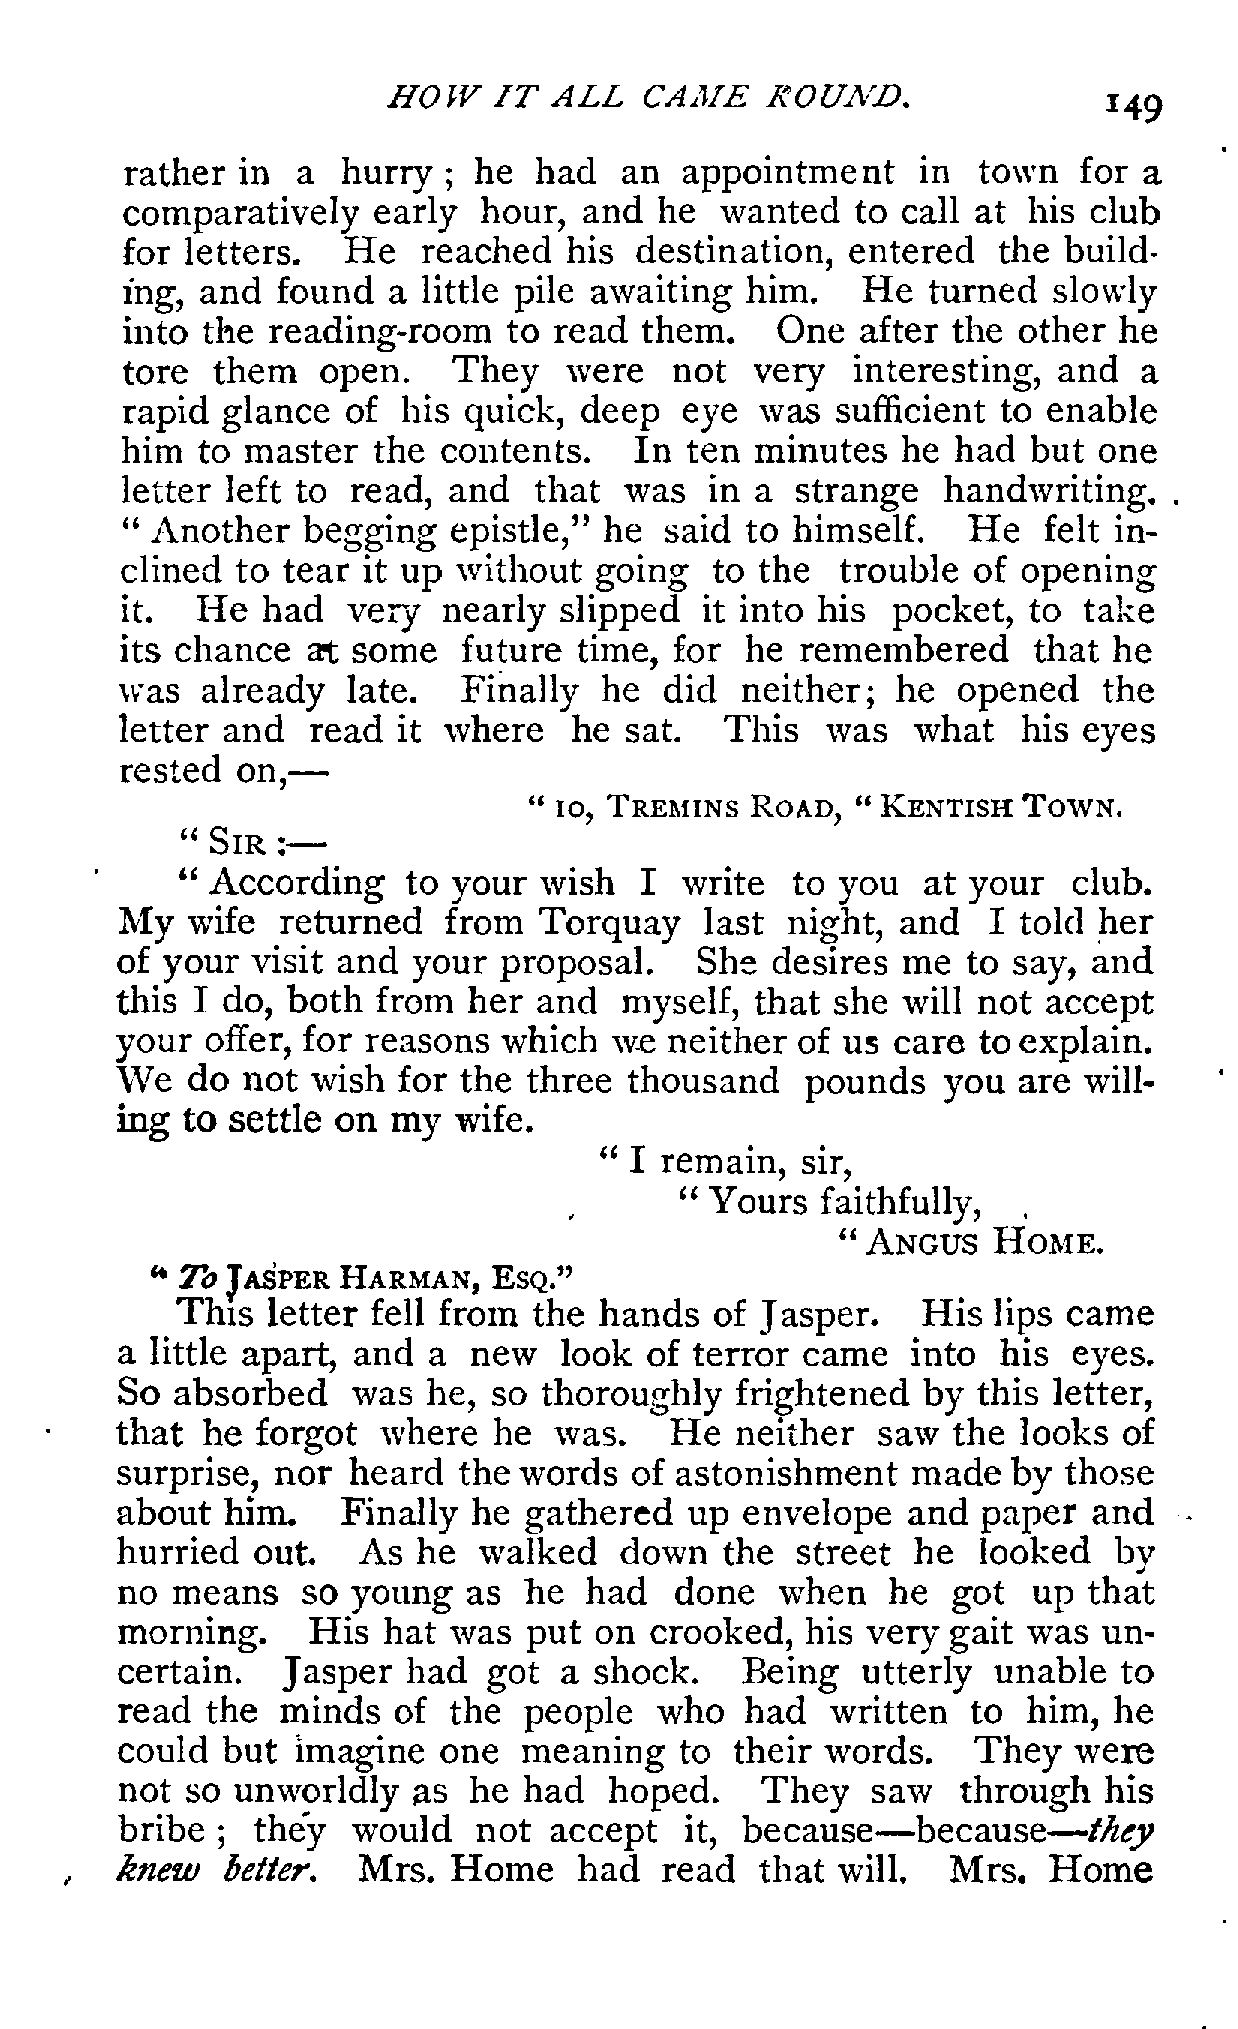 HOW IT ALL CAME ROUND. 149
rather in a hurry ; he had an appointment in town for a
comparatively early hour, and he wanted to call at his club
for letters. He reached his destination, entered the build-
ing, and found a little pile awaiting him. He turned slowly
into the reading-room to read them. One after the other he
tore them open. They were not very interesting, and a
rapid glance of his quick, deep eye was sufficient to enable
him to master the contents. In ten minutes he had but one
letter left to read, and that was in a strange handwriting.
“ Another begging epistle,” he said to himself. He felt in-
clined to tear it up without going to the trouble of opening
it. He had very nearly slipped it into his pocket, to take
its chance at some future time, for he remembered that he
was already late. Finally he did neither; he opened the
letter and read it where he sat. This was what his eyes
rested on,—
“ 10, TREMINS ROAD, “ KENTISH TOWN.
“ SIR :—
“ According to your wish I write to you at your club.
My wife returned from Torquay last night, and I told her
of your visit and your proposal. She desires me to say, and
this I do, both from her and myself, that she will not accept
your offer, for reasons which we neither of us care to explain.
We do not wish for the three thousand pounds you are will-
ing to settle on my wife.
“ I remain, sir,
“ Yours faithfully,
“ ANGUS HOME.
“ To JASPER HARMAN, ESQ.”
This letter fell from the hands of Jasper. His lips came
a little apart, and a new look of terror came into his eyes.
So absorbed was he, so thoroughly frightened by this letter,
that he forgot where he was. He neither saw the looks of
surprise, nor heard the words of astonishment made by those
about him. Finally he gathered up envelope and paper and
hurried out. As he walked down the street he looked by
no means so young as he had done when he got up that
morning. His hat was put on crooked, his very gait was un-
certain. Jasper had got a shock. Being utterly unable to
read the minds of the people who had written to him, he
could but imagine one meaning to their words. They were
not so unworldly as he had hoped. They saw through his
bribe ; they would not accept it, because—because—they
knew better. Mrs. Home had read that will. Mrs. Home